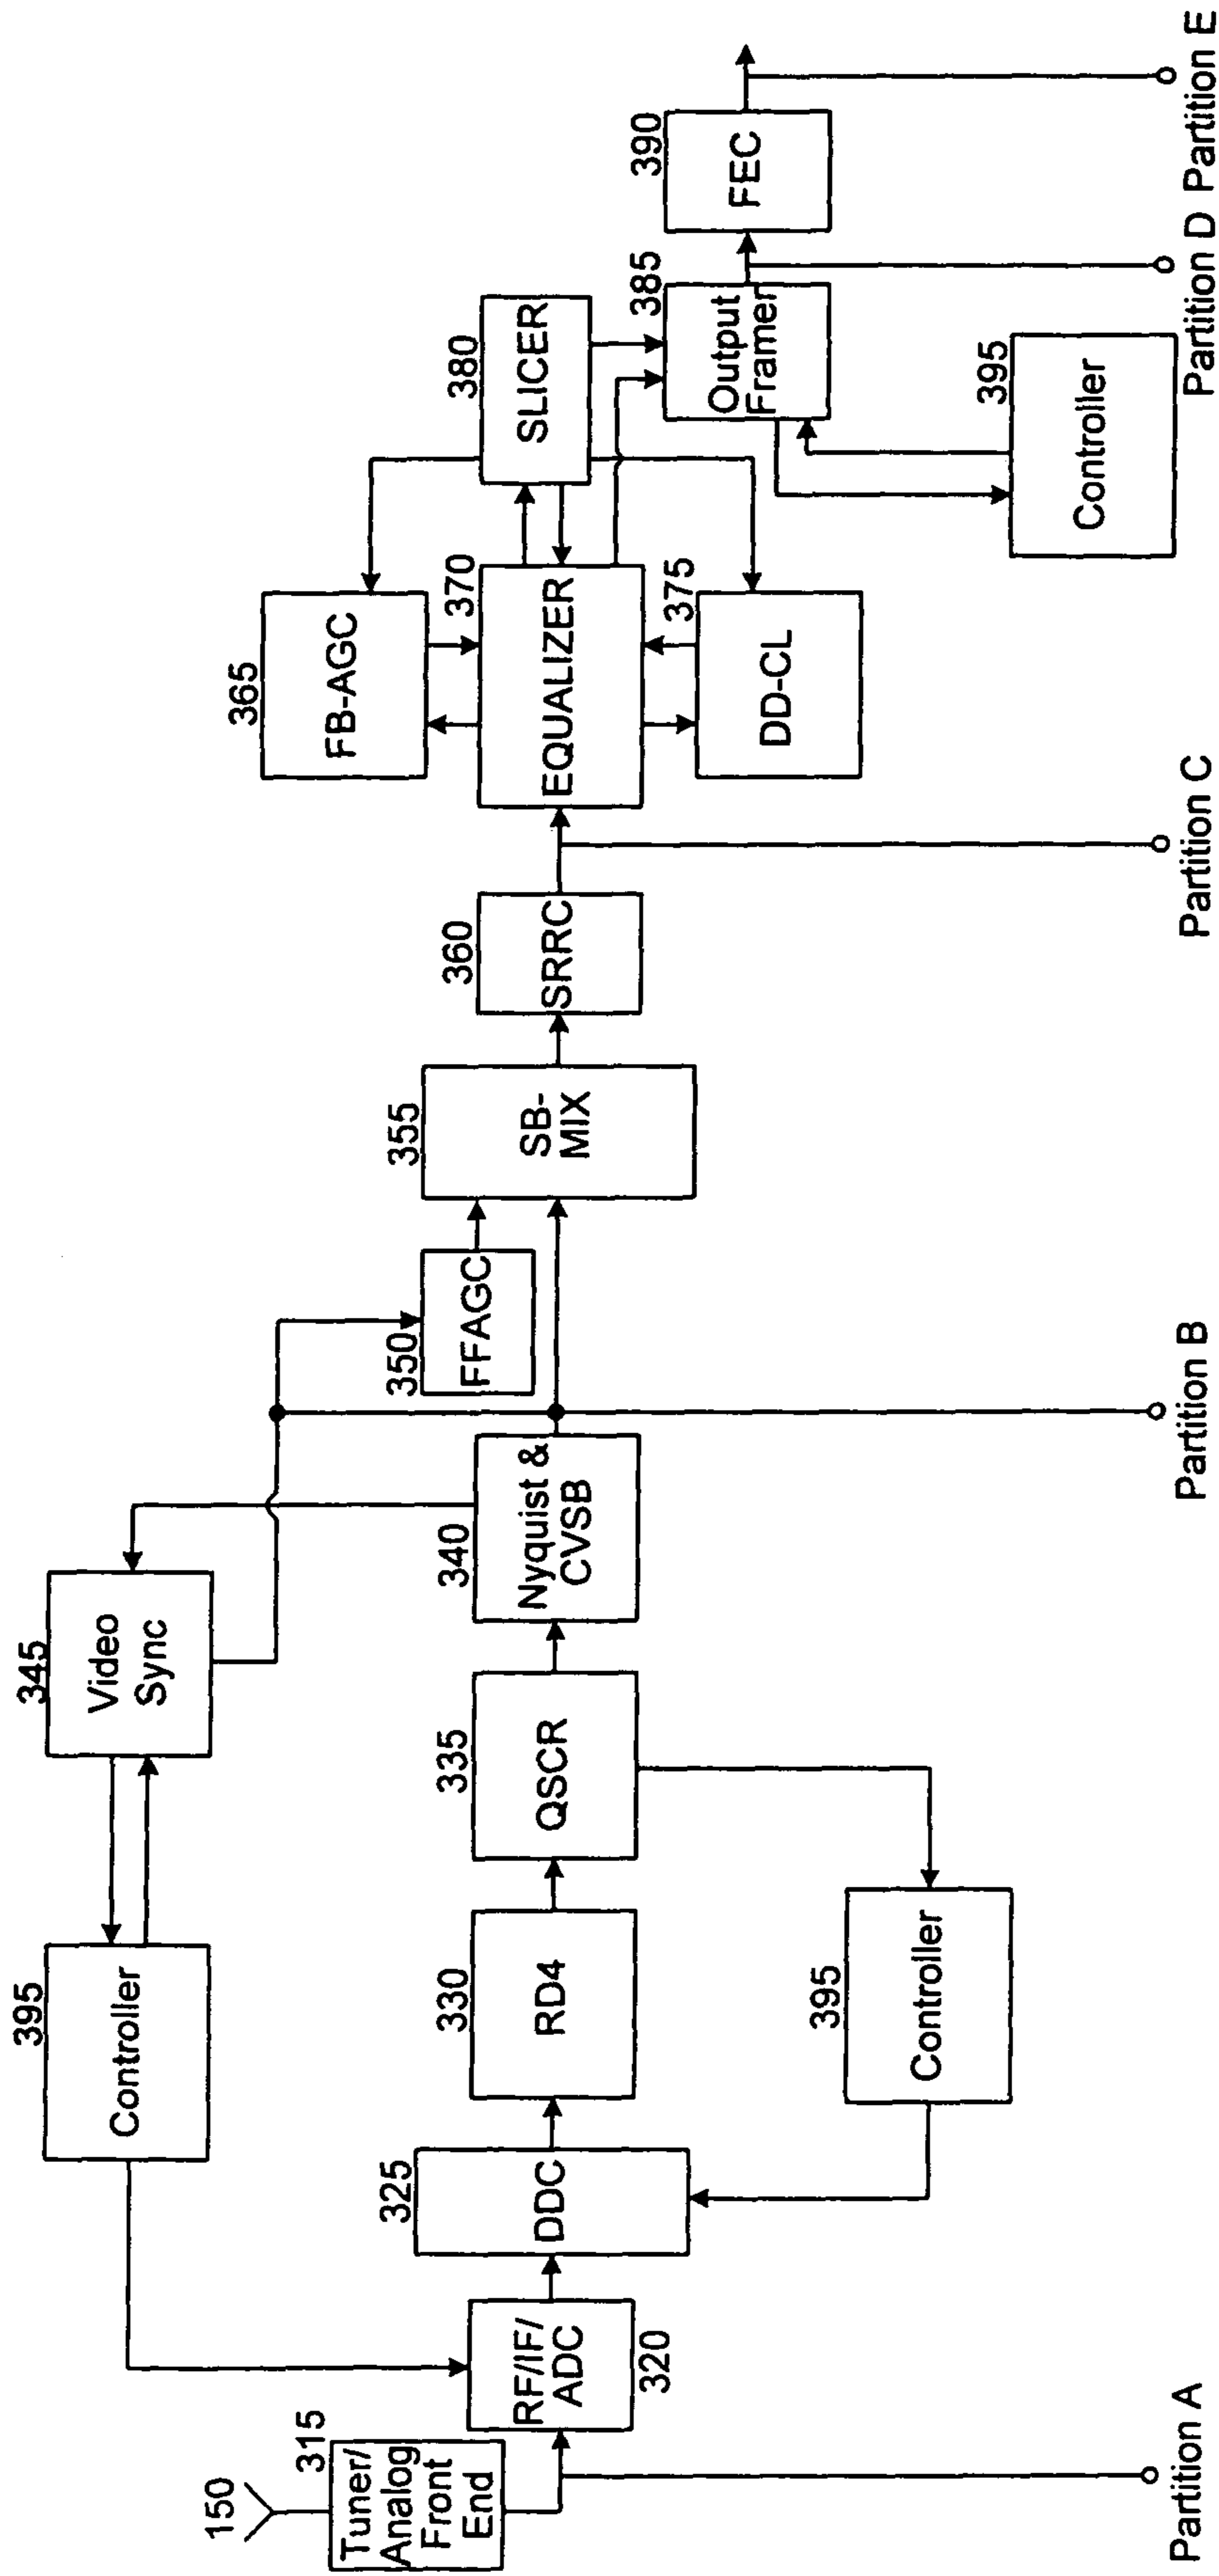 150
315
Tuner/
Analog
Front
End
RF/IF/
ADC
320
325
DDC
330
RD4
335
QSCR
340
Nyquist &
CVSB
345
Video
Sync
395
Controller
395
Controller
350
FFAGC
355
SB-
MIX
360
SRRC
365
FB-AGC
370
EQUALIZER
375
DD-CL
380
SLICER
385
Output
Framer
390
FEC
395
Controller
Partition A
Partition B
Partition C
Partition D
Partition E